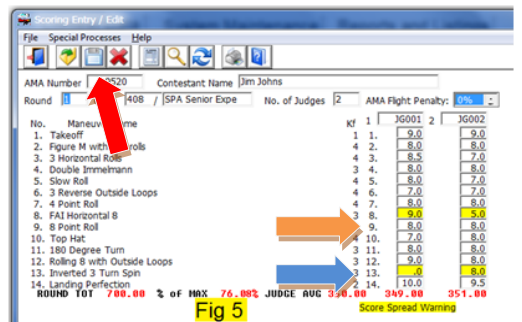 Scoring Entry / Edit
File Special Processes Help
AMA Number 0520 Contestant Name Jim Johns
Round 1 408 / SPA Senior Expe No. of Judges 2 AMA Flight Penalty: 0%
No. Maneuver Name Kf 1 JG001 2 JG002
1. Takeoff 1 1. 9.0 9.0
2. Figure M with rolls 4 2. 8.0 8.0
3. 3 Horizontal Rolls 4 3. 8.5 7.0
4. Double Immelmann 3 4. 8.0 8.0
5. Slow Roll 4 5. 8.0 7.0
6. 3 Reverse Outside Loops 4 6. 7.0 7.0
7. 4 Point Roll 4 7. 8.0 8.0
8. FAI Horizontal 8 3 8. 9.0 5.0
9. 8 Point Roll 9. 8.0 8.0
10. Top Hat 4 10. 7.0 8.0
11. 180 Degree Turn 3 11. 8.0 8.0
12. Rolling 8 with Outside Loops 3 12. 9.0 8.0
13. Inverted 3 Turn Spin 3 13. .0 8.0
14. Landing Perfection 2 14. 10.0 9.5
ROUND TOT 700.00 % of MAX 76.08% JUDGE AVG 350.00 349.00 351.00
Fig 5 Score Spread Warning